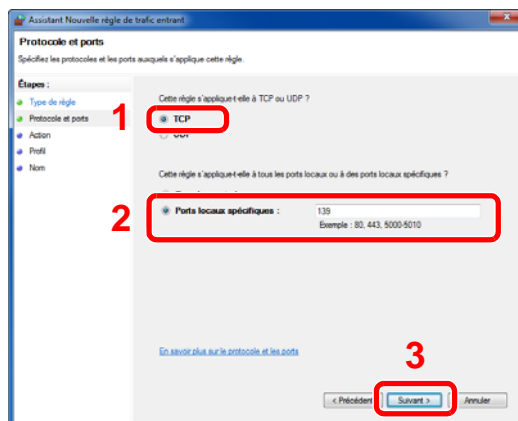 Assistant Nouvelle règle de trafic entrant
Protocole et ports
Spécifiez les protocoles et les ports auxquels s'applique cette règle.
Étapes :
Type de règle
Protocole et ports
Action
Profil
Nom
Cette règle s'applique-t-elle à TCP ou UDP ?
1
TCP
UDP
Cette règle s'applique-t-elle à tous les ports locaux ou à des ports locaux spécifiques ?
2
Ports locaux spécifiques :
139
Exemple : 80, 443, 5000-5010
En savoir plus sur le protocole et les ports
3
< Précédent
Suivant >
Annuler